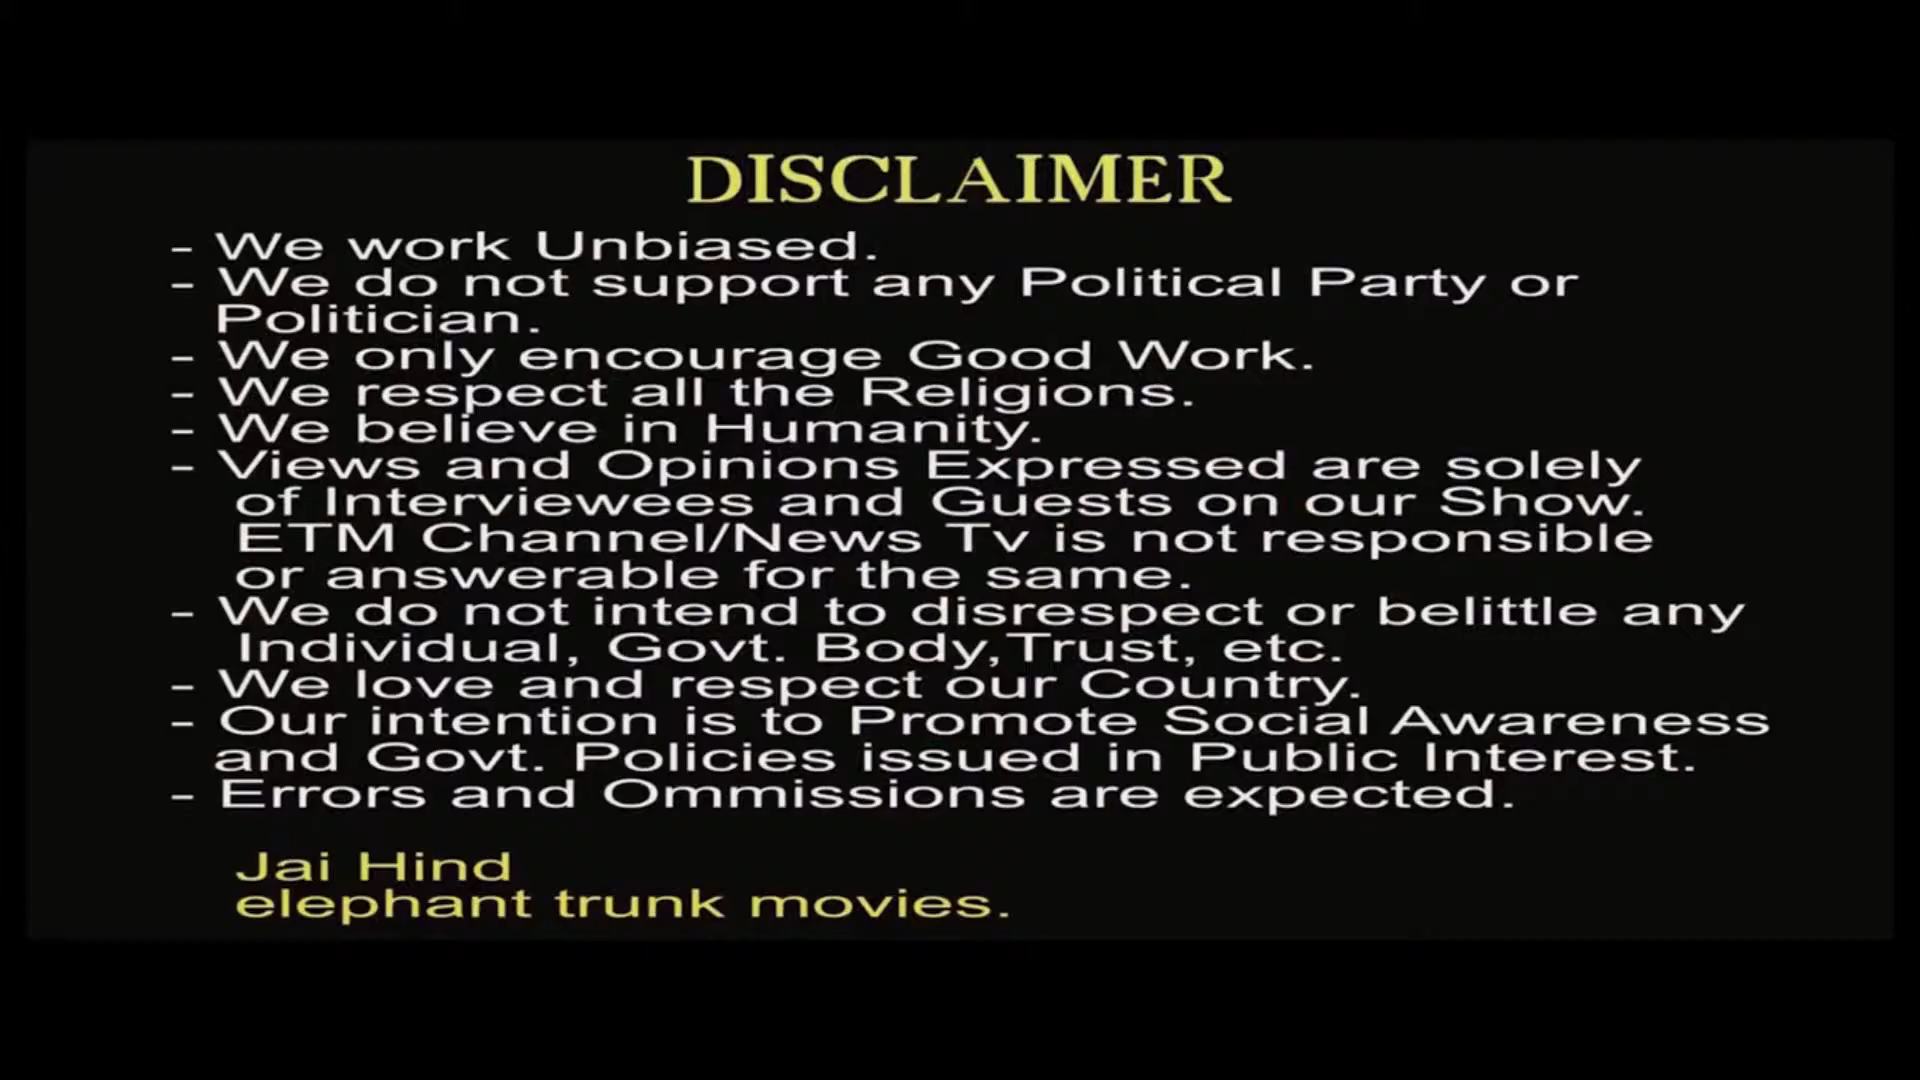 DISCLAIMER
- We work Unbiased.
- We do not support any Political Party or
Politician.
- We only encourage Good Work.
- We respect all the Religions.
- We believe in Humanity.
- Views and Opinions Expressed are solely
of Interviewees and Guests on our Show.
ETM Channel/News Tv is not responsible
or answerable for the same.
- We do not intend to disrespect or belittle any
Individual, Govt. Body,Trust, etc.
- We love and respect our Country.
- Our intention is to Promote Social Awareness
and Govt. Policies issued in Public Interest.
- Errors and Ommissions are expected.
Jai Hind
elephant trunk movies.